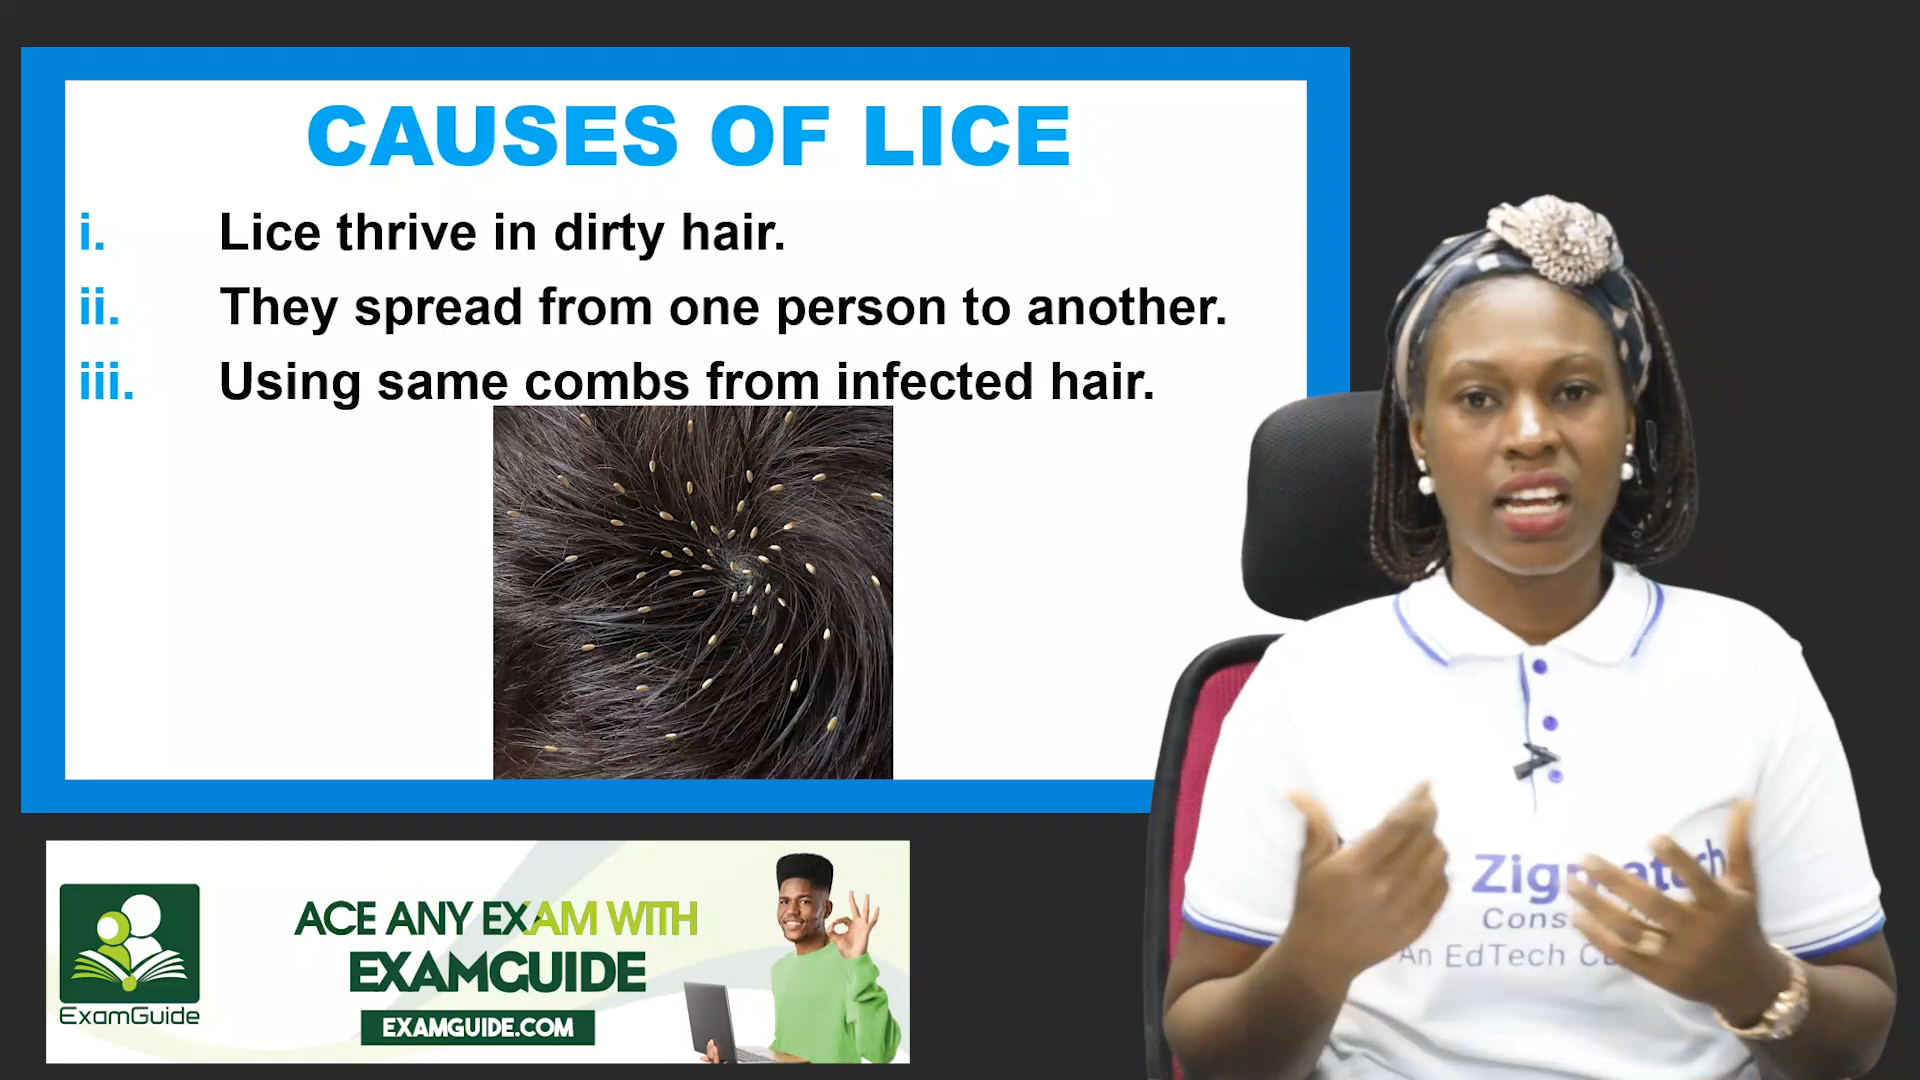 CAUSES OF LICE
i. Lice thrive in dirty hair.
ii. They spread from one person to another.
iii. Using same combs from infected hair.
ExamGuide
ACE ANY EXAM WITH
EXAMGUIDE
EXAMGUIDE.COM
Cons
An EdTech